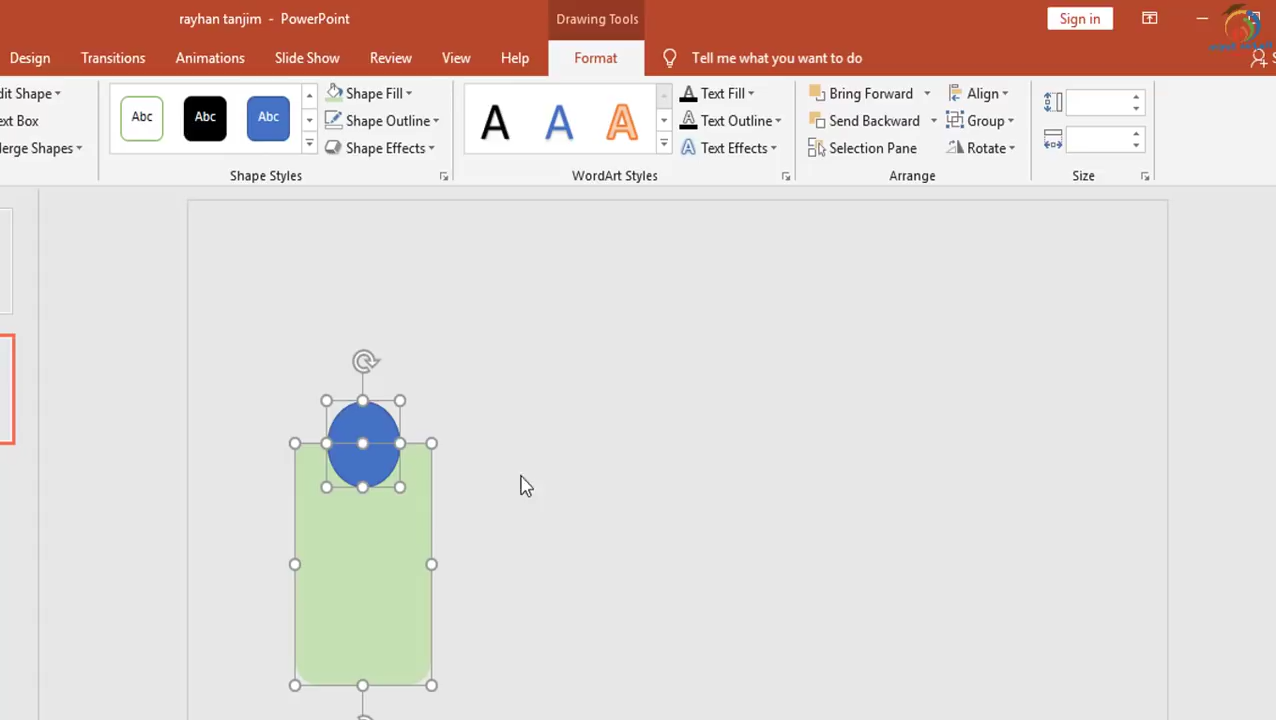 rayhan tanjim - PowerPoint
Drawing Tools
Sign in
Design
Transitions
Animations
Slide Show
Review
View
Help
Format
Tell me what you want to do
dit Shape
ext Box
erge Shapes
Abc
Abc
Abc
Shape Fill
Shape Outline
Shape Effects
Shape Styles
A
A
A
Text Fill
Text Outline
Text Effects
WordArt Styles
Bring Forward
Send Backward
Selection Pane
Align
Group
Rotate
Arrange
Size